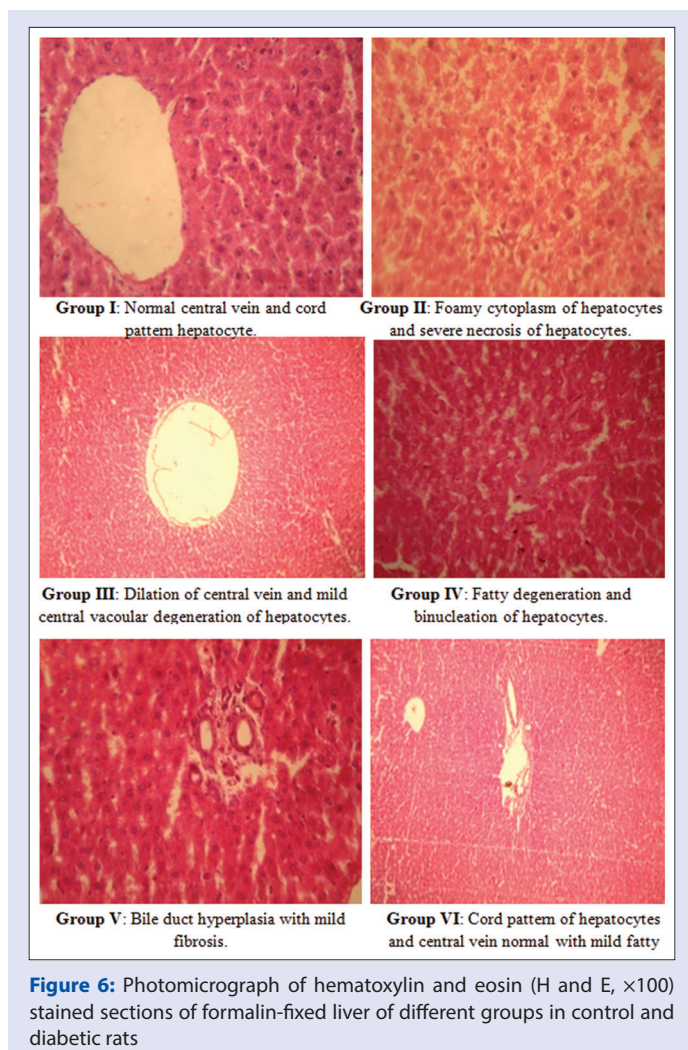 Group I: Normal central vein and cord
pattern hepatocyte.
Group II: Foamy cytoplasm of hepatocytes
and severe necrosis of hepatocytes.
Group III: Dilation of central vein and mild
central vacoular degeneration of hepatocytes.
Group IV: Fatty degeneration and
binucleation of hepatocytes.
Group V: Bile duct hyperplasia with mild
fibrosis.
Group VI: Cord pattern of hepatocytes
and central vein normal with mild fatty
Figure 6: Photomicrograph of hematoxylin and eosin (H and E, ×100)
stained sections of formalin-fixed liver of different groups in control and
diabetic rats